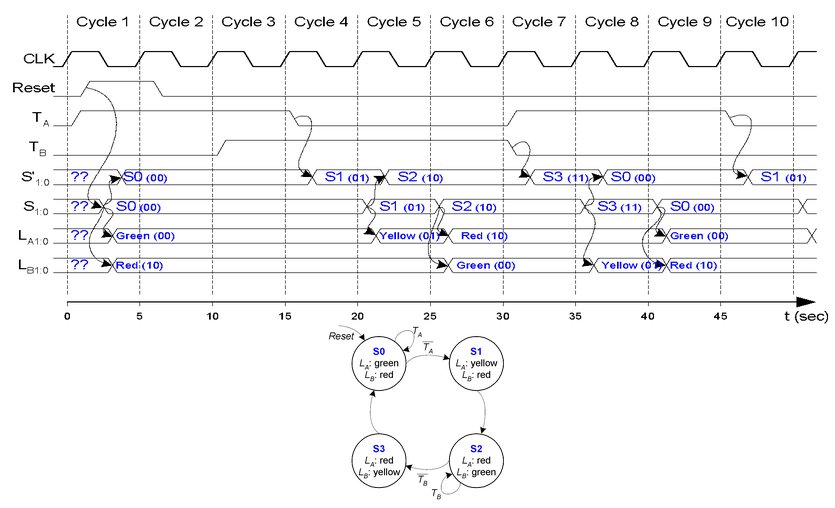 Cycle 1 Cycle 2 Cycle 3 Cycle 4 Cycle 5 Cycle 6 Cycle 7 Cycle 8 Cycle 9 Cycle 10
CLK
Reset
TA
TB
S'1:0 ?? S0 (00) S1 (01) S2 (10) S3 (11) S0 (00) S1 (01)
S1:0 ?? S0 (00) S1 (01) S2 (10) S3 (11) S0 (00)
LA1:0 ?? Green (00) Yellow (01) Red (10) Green (00)
LB1:0 ?? Red (10) Green (00) Yellow (01) Red (10)
0 5 10 15 20 25 30 35 40 45 t (sec)
Reset
TA
T̅A
S0
LA: green
LB: red
S1
LA: yellow
LB: red
S3
LA: red
LB: yellow
S2
LA: red
LB: green
T̅B
TB